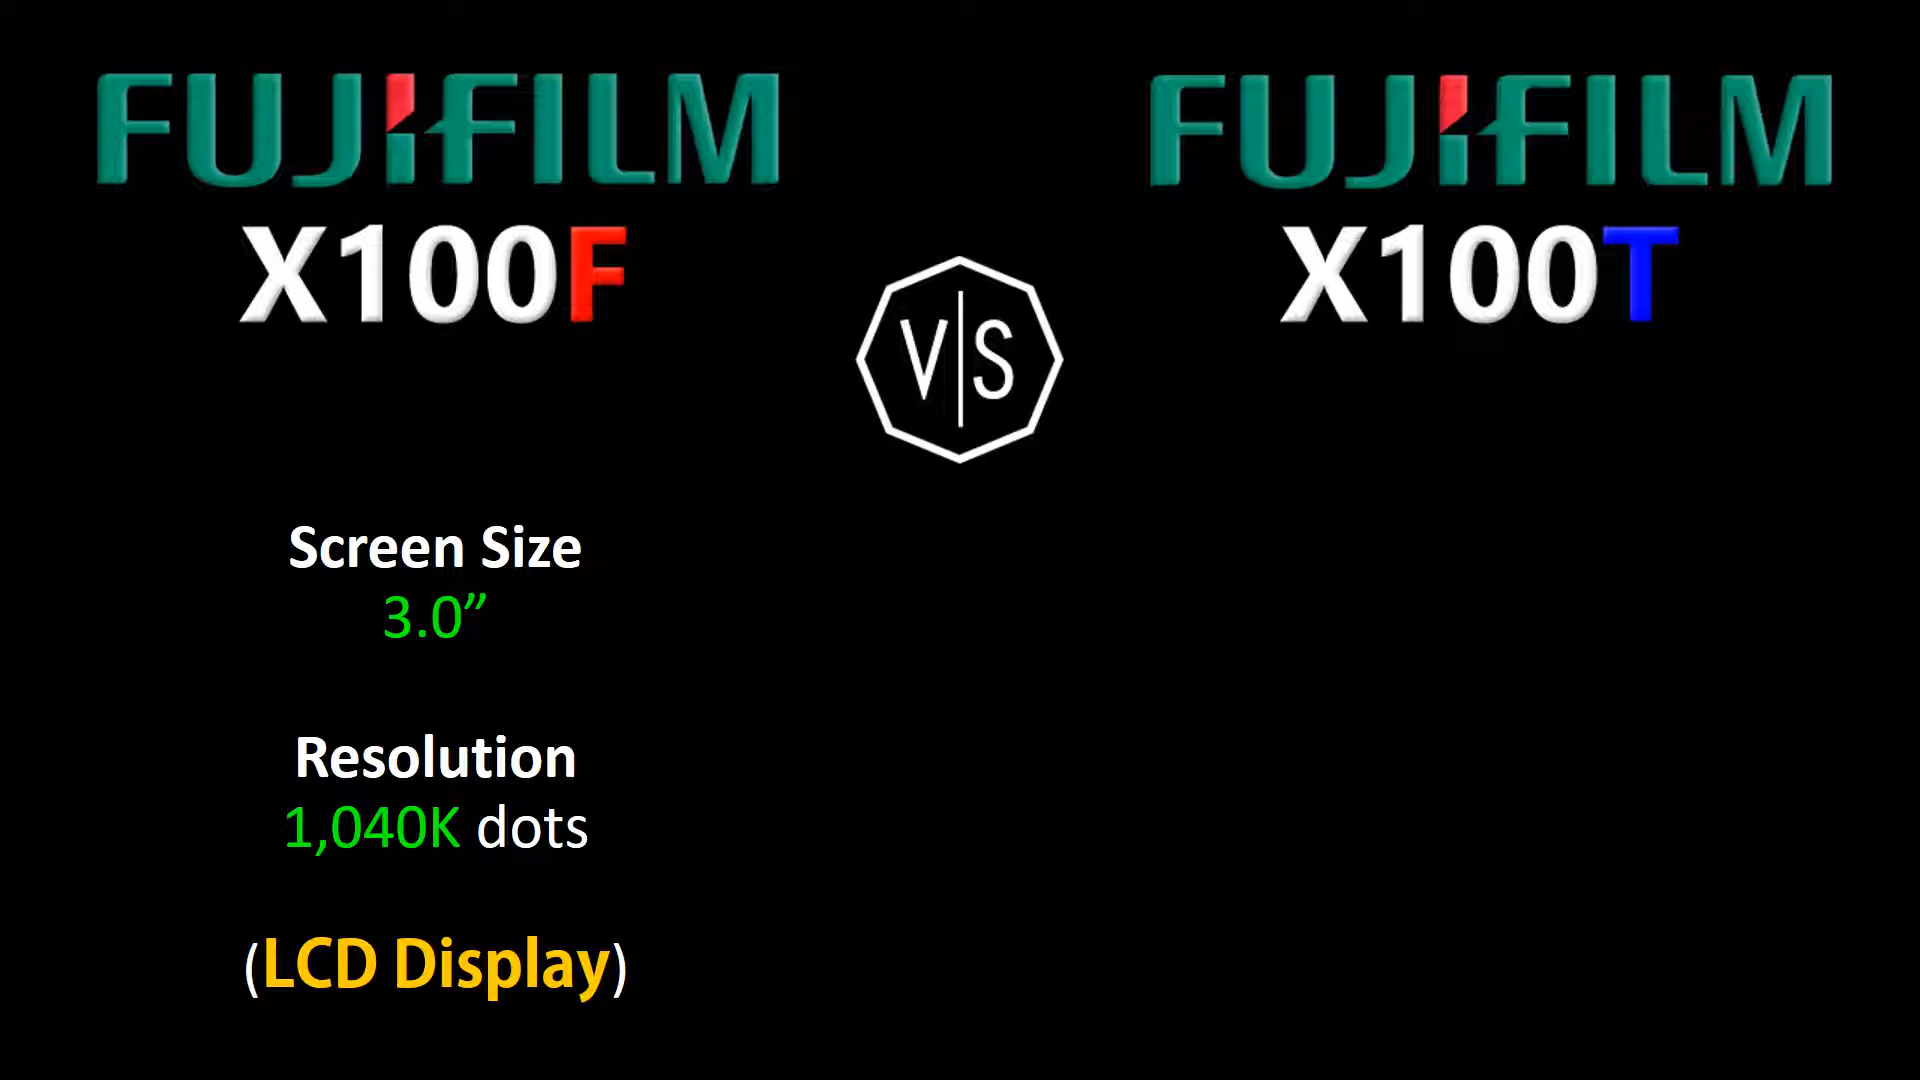 FUJIFILM
X100F
FUJIFILM
X100T
V|S
Screen Size
3.0”
Resolution
1,040K dots
(LCD Display)